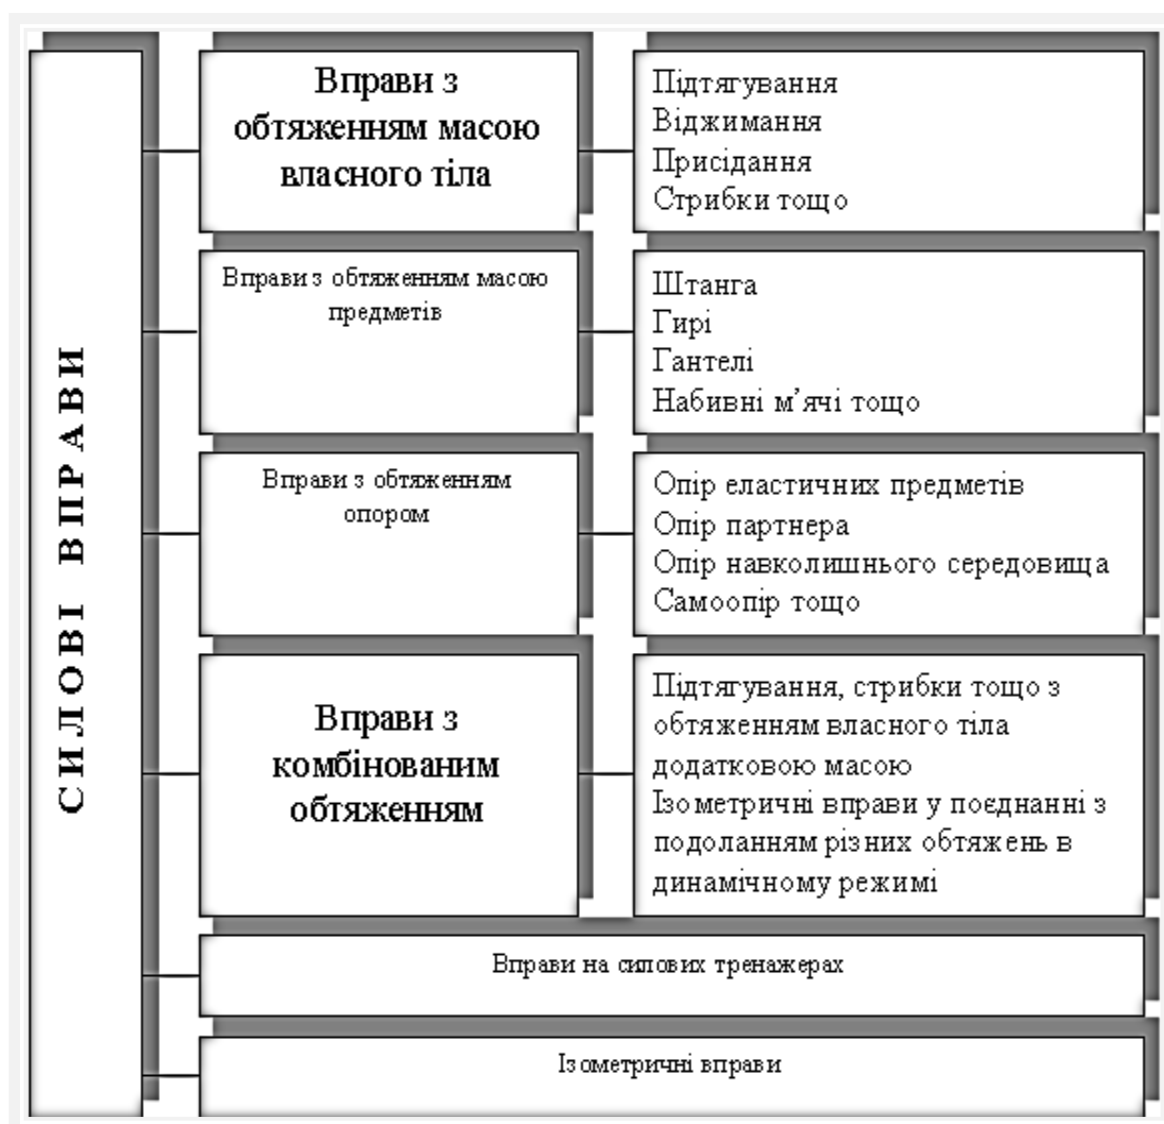 СИЛОВІ ВПРАВИ
Вправи з
обтяженням масою
власного тіла
Підтягування
Віджимання
Присідання
Стрибки тощо
Вправи з обтяженням масою
предметів
Штанга
Гирі
Гантелі
Набивні м’ячі тощо
Вправи з обтяженням
опором
Опір еластичних предметів
Опір партнера
Опір навколишнього середовища
Самоопір тощо
Вправи з
комбінованим
обтяженням
Підтягування, стрибки тощо з
обтяженням власного тіла
додатковою масою
Ізометричні вправи у поєднанні з
подоланням різних обтяжень в
динамічному режимі
Вправи на силових тренажерах
Ізометричні вправи